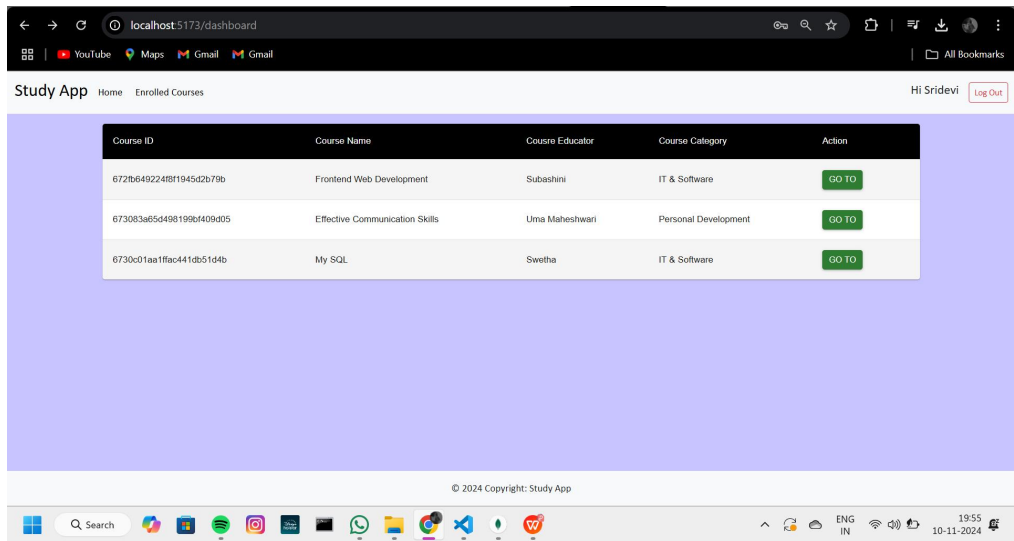 localhost:5173/dashboard
YouTube Maps Gmail Gmail All Bookmarks
Study App Home Enrolled Courses Hi Sridevi Log Out
Course ID Course Name Cousre Educator Course Category Action
672fb649224f8f1945d2b79b Frontend Web Development Subashini IT & Software GO TO
673083a65d498199bf409d05 Effective Communication Skills Uma Maheshwari Personal Development GO TO
6730c01aa1ffac441db51d4b My SQL Swetha IT & Software GO TO
© 2024 Copyright: Study App
Search ENG 19:55
IN 10-11-2024